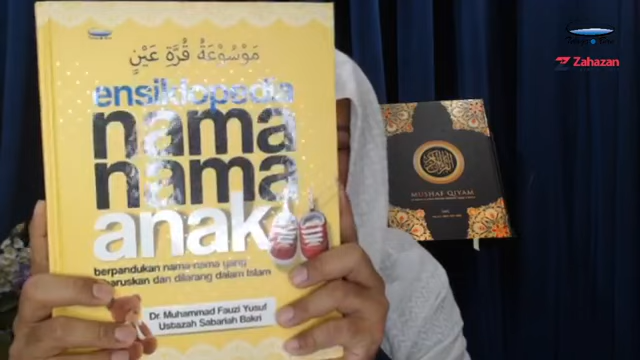 مَوْسُوْعَةُ قُرَّةِ عَيْنٍ
ensiklopedia
nama
nama
anak
berpandukan nama-nama yang
diharuskan dan dilarang dalam Islam
Dr. Muhammad Fauzi Yusuf
Ustazah Sabariah Bakri
MUSHAF QIYAM
Zahazan